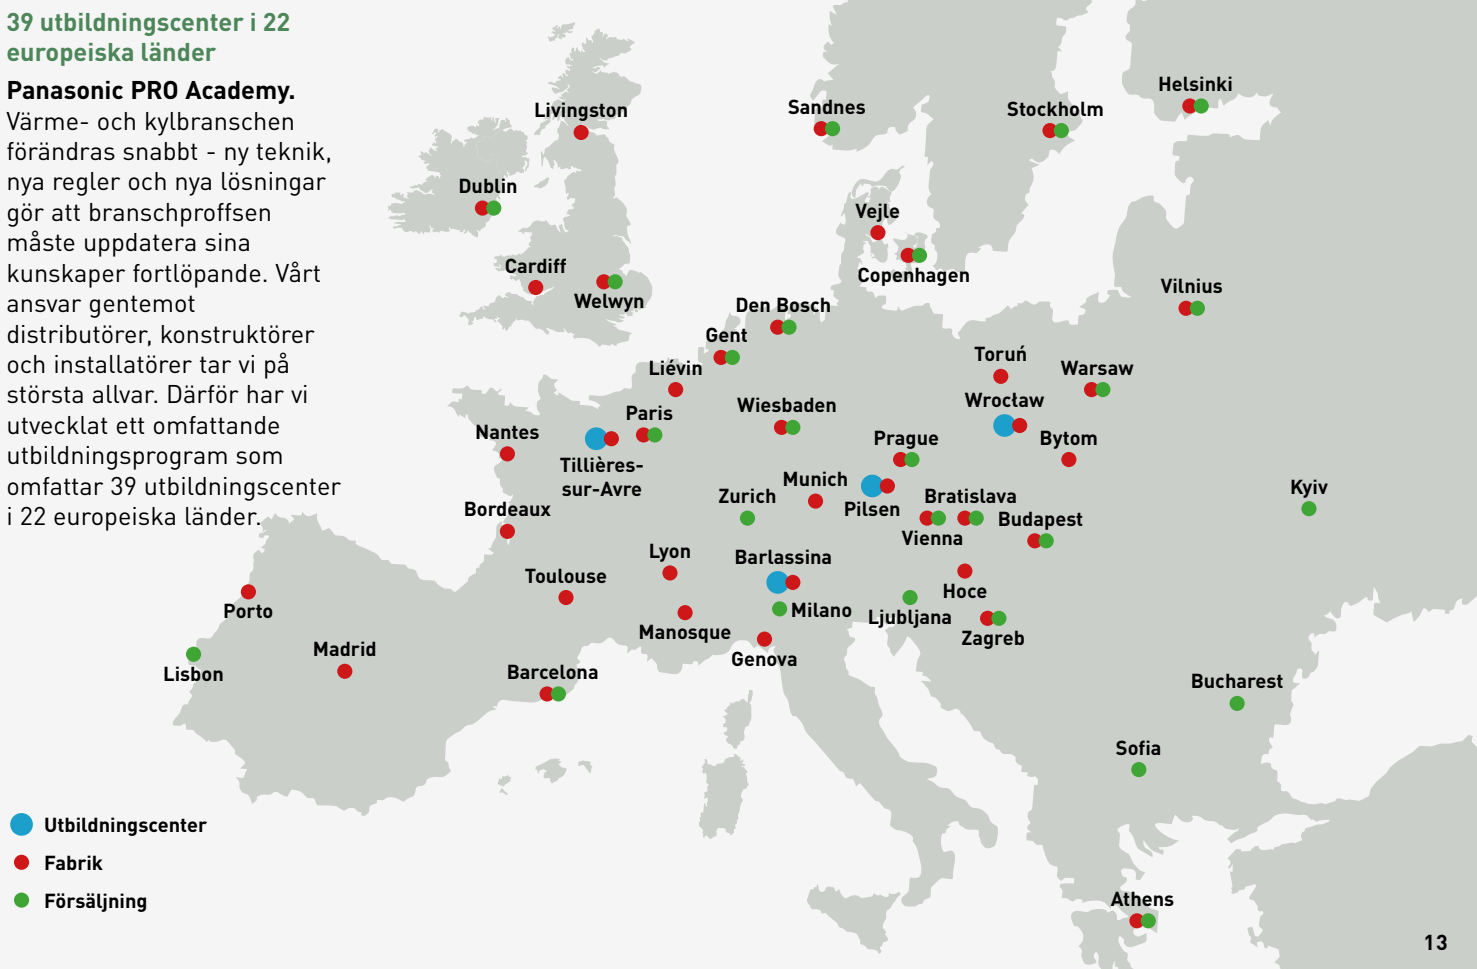 39 utbildningscenter i 22
europeiska länder
Panasonic PRO Academy.
Värme- och kylbranschen
förändras snabbt - ny teknik,
nya regler och nya lösningar
gör att branschproffsen
måste uppdatera sina
kunskaper fortlöpande. Vårt
ansvar gentemot
distributörer, konstruktörer
och installatörer tar vi på
största allvar. Därför har vi
utvecklat ett omfattande
utbildningsprogram som
omfattar 39 utbildningscenter
i 22 europeiska länder.
Helsinki
Sandnes
Stockholm
Livingston
Dublin
Vejle
Cardiff
Copenhagen
Welwyn
Vilnius
Den Bosch
Gent
Toruń
Liévin
Warsaw
Wrocław
Wiesbaden
Paris
Nantes
Prague
Bytom
Tillières-
sur-Avre
Munich
Kyiv
Zurich
Bratislava
Pilsen
Bordeaux
Budapest
Vienna
Lyon
Barlassina
Toulouse
Hoce
Porto
Milano
Ljubljana
Manosque
Zagreb
Madrid
Genova
Lisbon
Barcelona
Bucharest
Sofia
Utbildningscenter
Fabrik
Försäljning
Athens
13